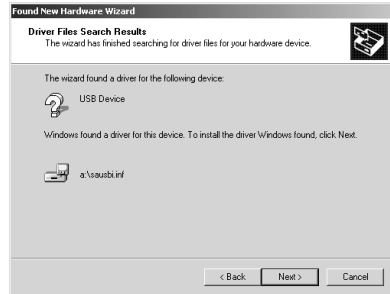 Found New Hardware Wizard
Driver Files Search Results
The wizard has finished searching for driver files for your hardware device.
The wizard found a driver for the following device:
USB Device
Windows found a driver for this device. To install the driver Windows found, click Next.
a:\sausbi.inf
< Back Next > Cancel